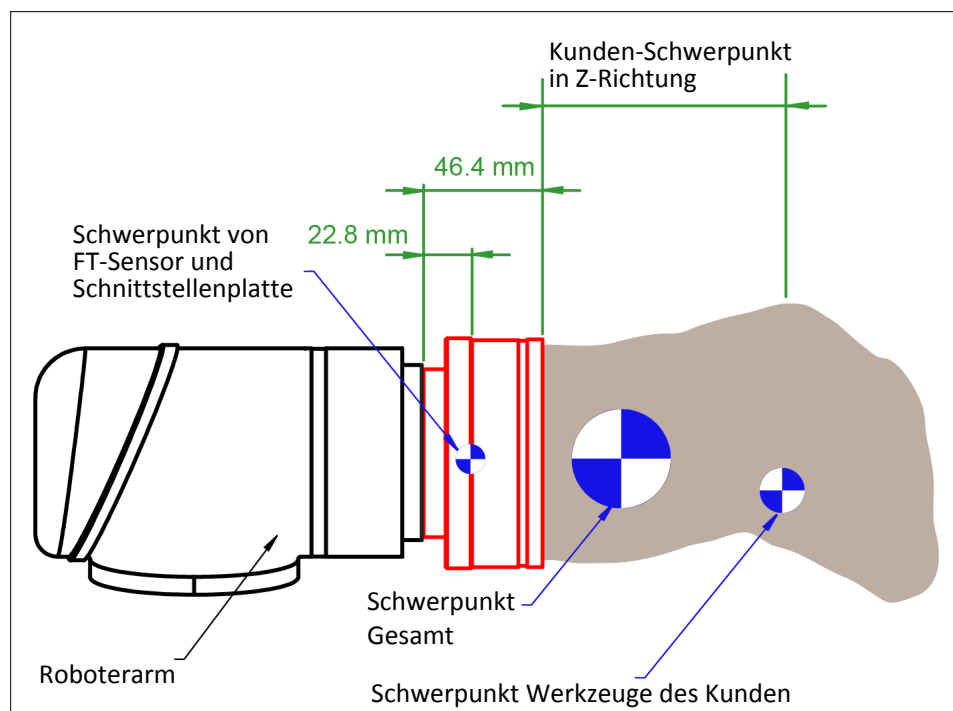 Kunden-Schwerpunkt
in Z-Richtung
46.4 mm
Schwerpunkt von
FT-Sensor und
Schnittstellenplatte
22.8 mm
Schwerpunkt
Gesamt
Roboterarm
Schwerpunkt Werkzeuge des Kunden